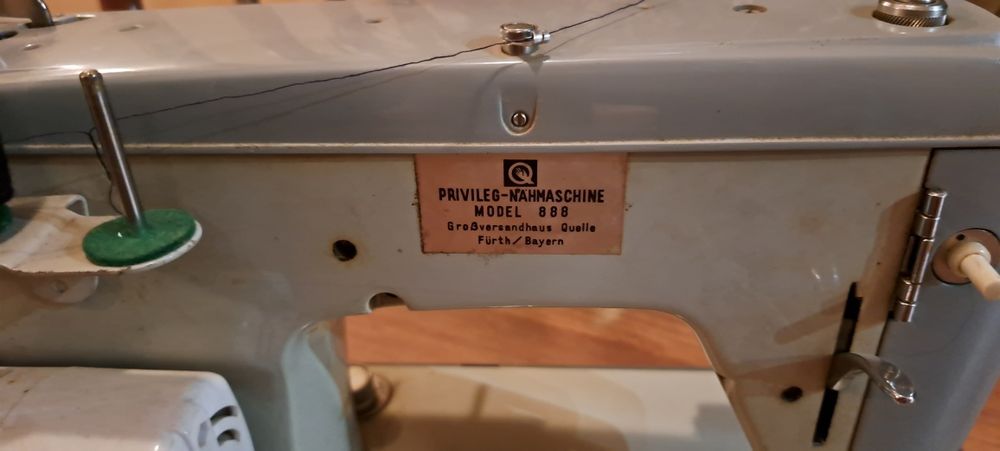 Q
PRIVILEG-NÄHMASCHINE
MODEL 888
Großversandhaus Quelle
Fürth/Bayern